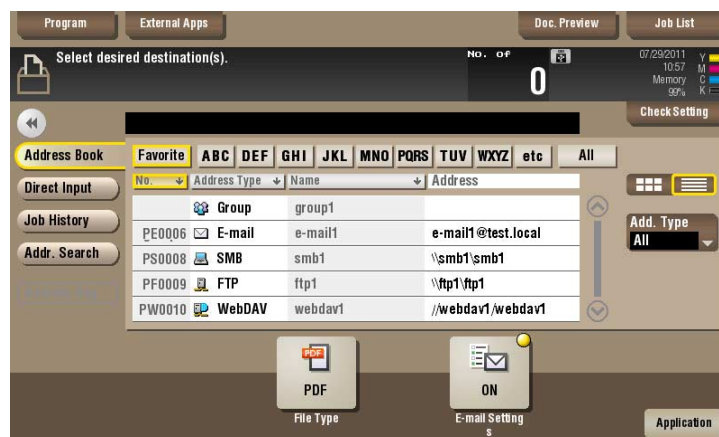 Program
External Apps
Doc. Preview
Job List
Select desired destination(s).
No. of
0
07/29/2011
10:57
Memory
99%
Y
M
C
K
Check Setting
Address Book
Favorite
ABC
DEF
GHI
JKL
MNO
PQRS
TUV
WXYZ
etc
All
Direct Input
No.
Address Type
Name
Address
Job History
Group group1
Add. Type
All
PE0006 E-mail e-mail1 e-mail1@test.local
Addr. Search
PS0008 SMB smb1 \\smb1\smb1
PF0009 FTP ftp1 \\ftp1\ftp1
PW0010 WebDAV webdav1 //webdav1/webdav1
PDF
PDF
File Type
ON
E-mail Setting
s
Application